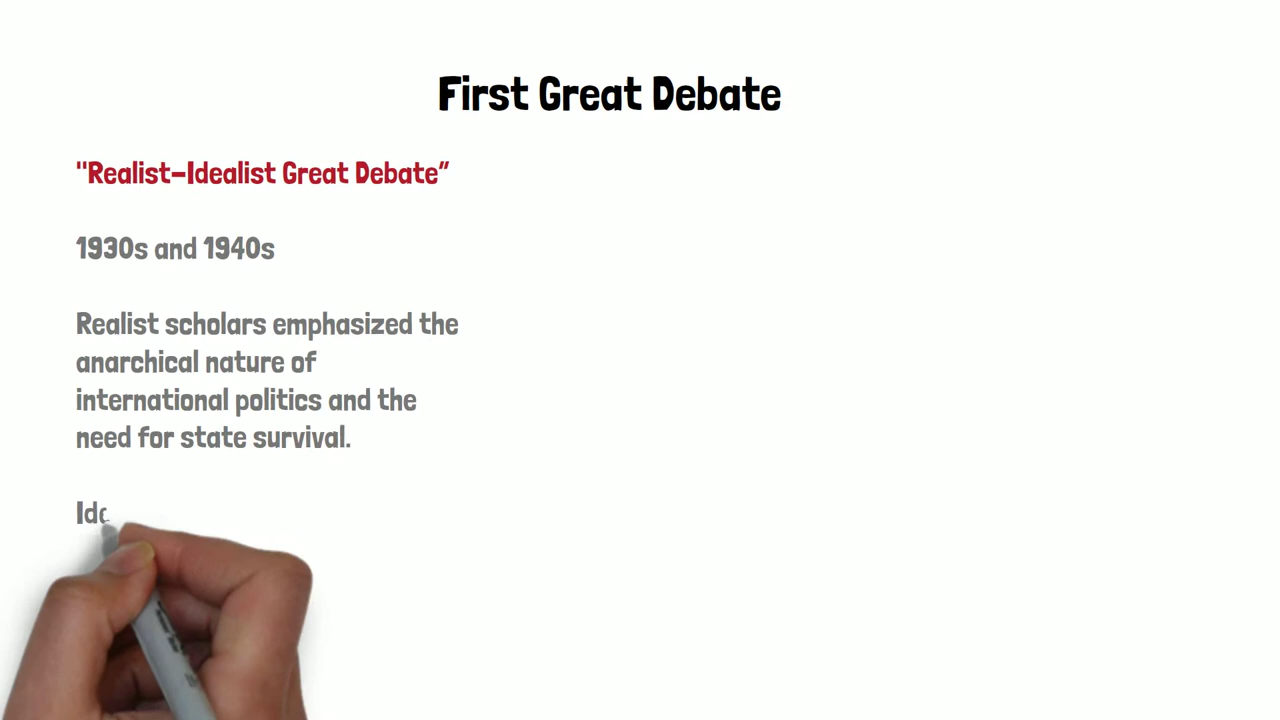 First Great Debate
"Realist–Idealist Great Debate”
1930s and 1940s
Realist scholars emphasized the
anarchical nature of
international politics and the
need for state survival.